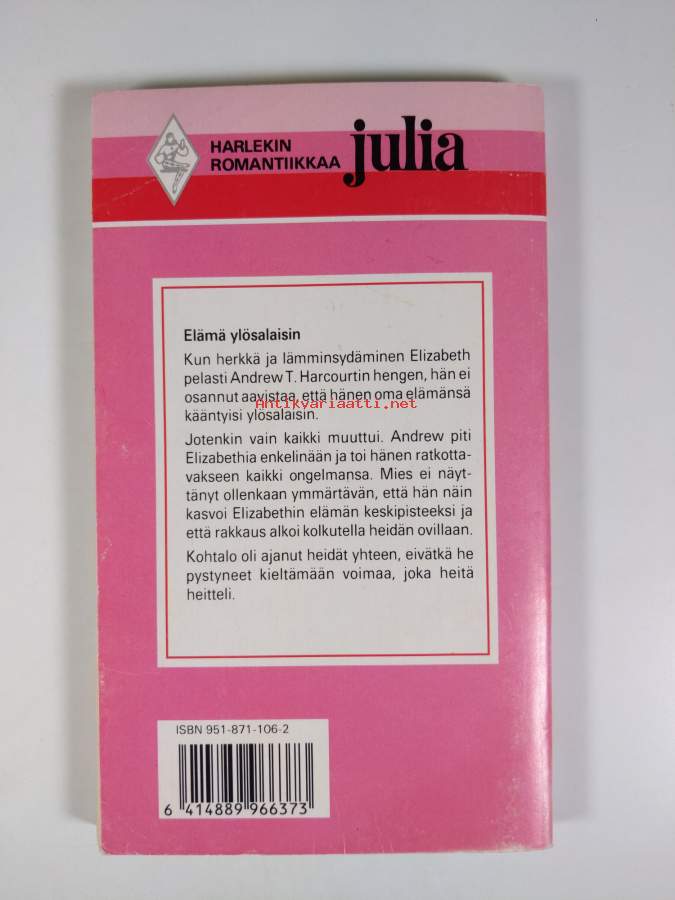 HARLEKIN
ROMANTIIKKAA
julia
Elämä ylösalaisin
Kun herkkä ja lämminsydäminen Elizabeth
pelasti Andrew T. Harcourtin hengen, hän ei
osannut aavistaa, että hänen oma elämänsä
Antikvariaatti.net
kääntyisi ylösalaisin.
Jotenkin vain kaikki muuttui. Andrew piti
Elizabethia enkelinään ja toi hänen ratkotta-
vakseen kaikki ongelmansa. Mies ei näyt-
tänyt ollenkaan ymmärtävän, että hän näin
kasvoi Elizabethin elämän keskipisteeksi ja
että rakkaus alkoi kolkutella heidän ovillaan.
Kohtalo oli ajanut heidät yhteen, eivätkä he
pystyneet kieltämään voimaa, joka heitä
heitteli.
ISBN 951-871-106-2
6 414889 966373